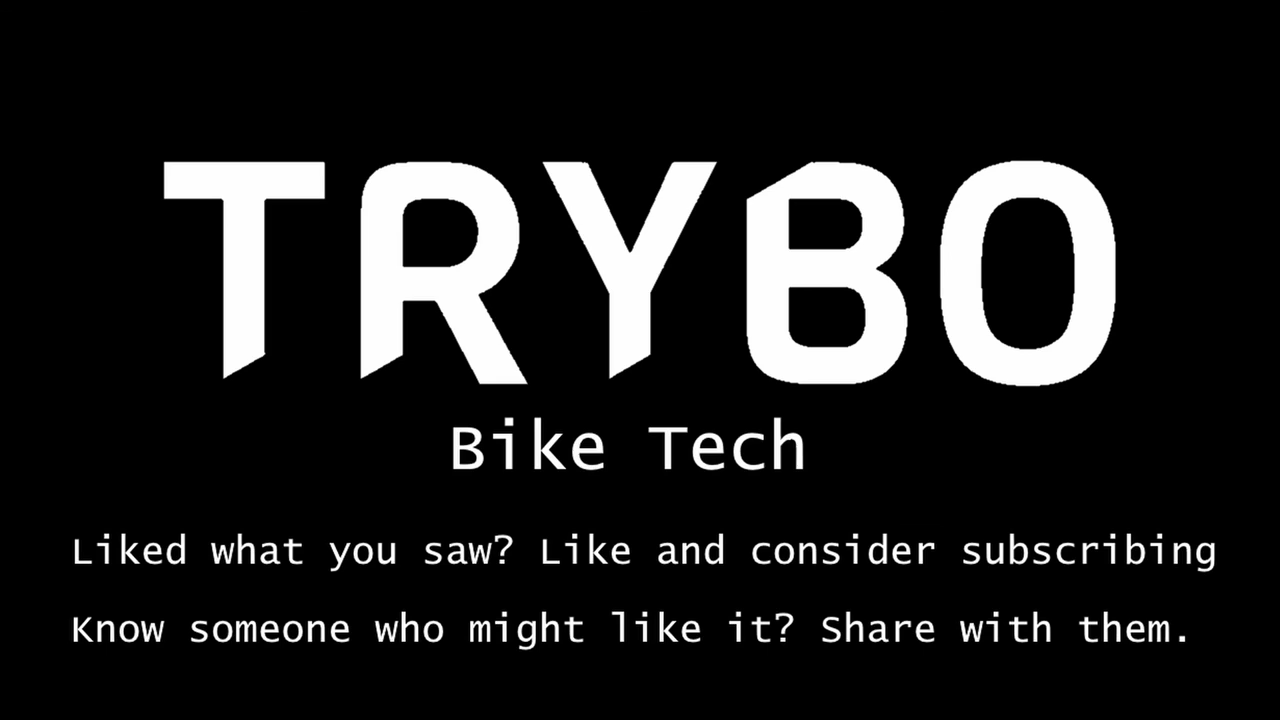 TRYBO
Bike Tech
Liked what you saw? Like and consider subscribing
Know someone who might like it? Share with them.